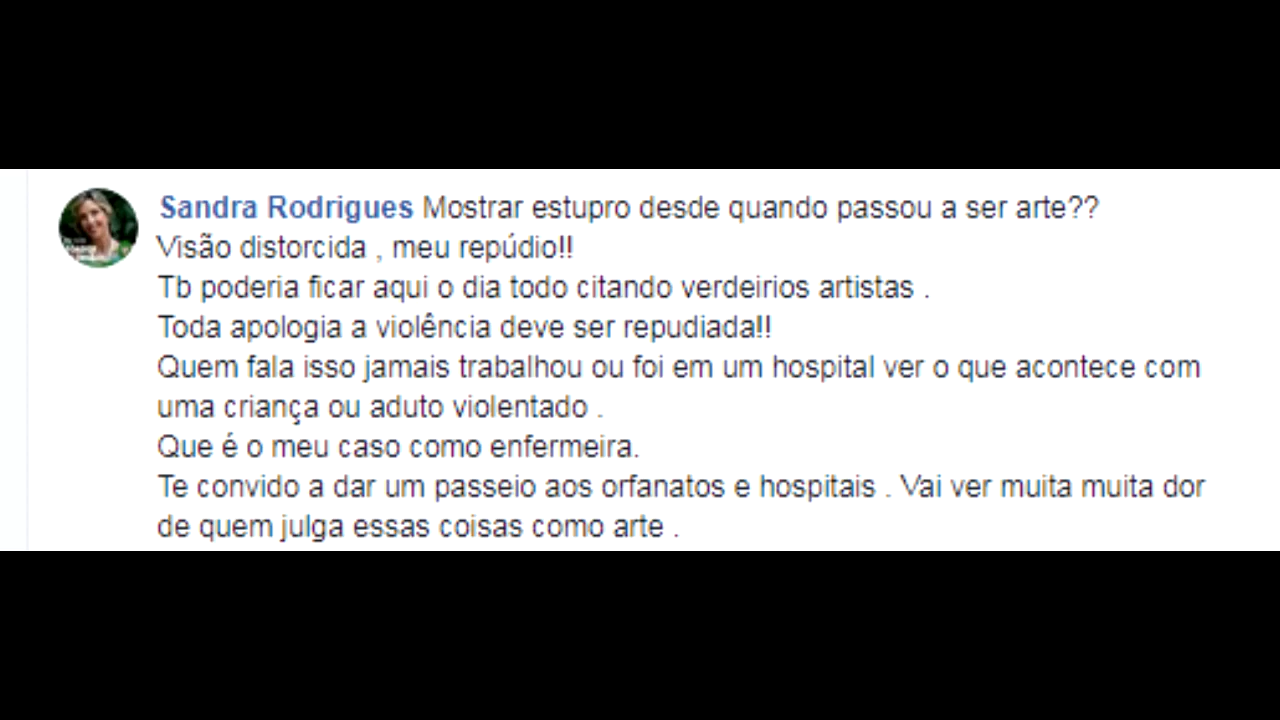 Sandra Rodrigues Mostrar estupro desde quando passou a ser arte??
Visão distorcida , meu repúdio!!
Tb poderia ficar aqui o dia todo citando verdeirios artistas .
Toda apologia a violência deve ser repudiada!!
Quem fala isso jamais trabalhou ou foi em um hospital ver o que acontece com
uma criança ou aduto violentado .
Que é o meu caso como enfermeira.
Te convido a dar um passeio aos orfanatos e hospitais . Vai ver muita muita dor
de quem julga essas coisas como arte .